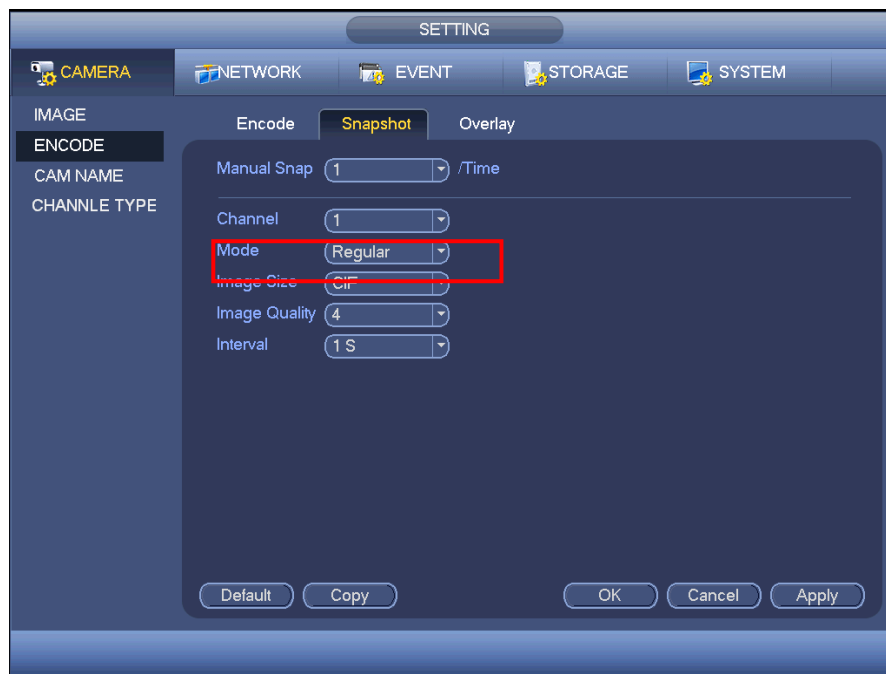 SETTING
CAMERA NETWORK EVENT STORAGE SYSTEM
IMAGE
ENCODE
CAM NAME
CHANNLE TYPE
Encode Snapshot Overlay
Manual Snap 1 /Time
Channel 1
Mode Regular
Image Size CIF
Image Quality 4
Interval 1 S
Default Copy OK Cancel Apply